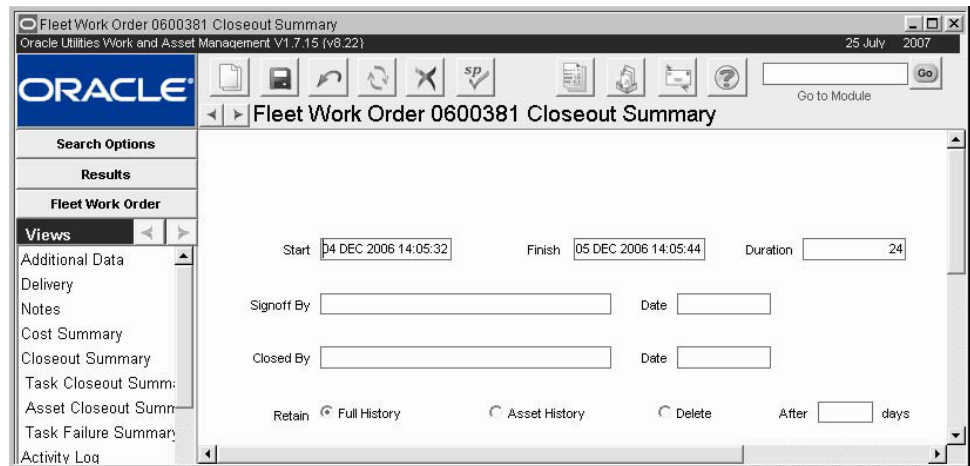 Fleet Work Order 0600381 Closeout Summary
Oracle Utilities Work and Asset Management V1.7.15 {v8.22}
25 July 2007
ORACLE®
sp
Go
Go to Module
Fleet Work Order 0600381 Closeout Summary
Search Options
Results
Fleet Work Order
Views
Additional Data
Delivery
Notes
Cost Summary
Closeout Summary
Task Closeout Summa
Asset Closeout Summ
Task Failure Summary
Activity Log
Start 04 DEC 2006 14:05:32 Finish 05 DEC 2006 14:05:44 Duration 24
Signoff By Date
Closed By Date
Retain Full History Asset History Delete After days